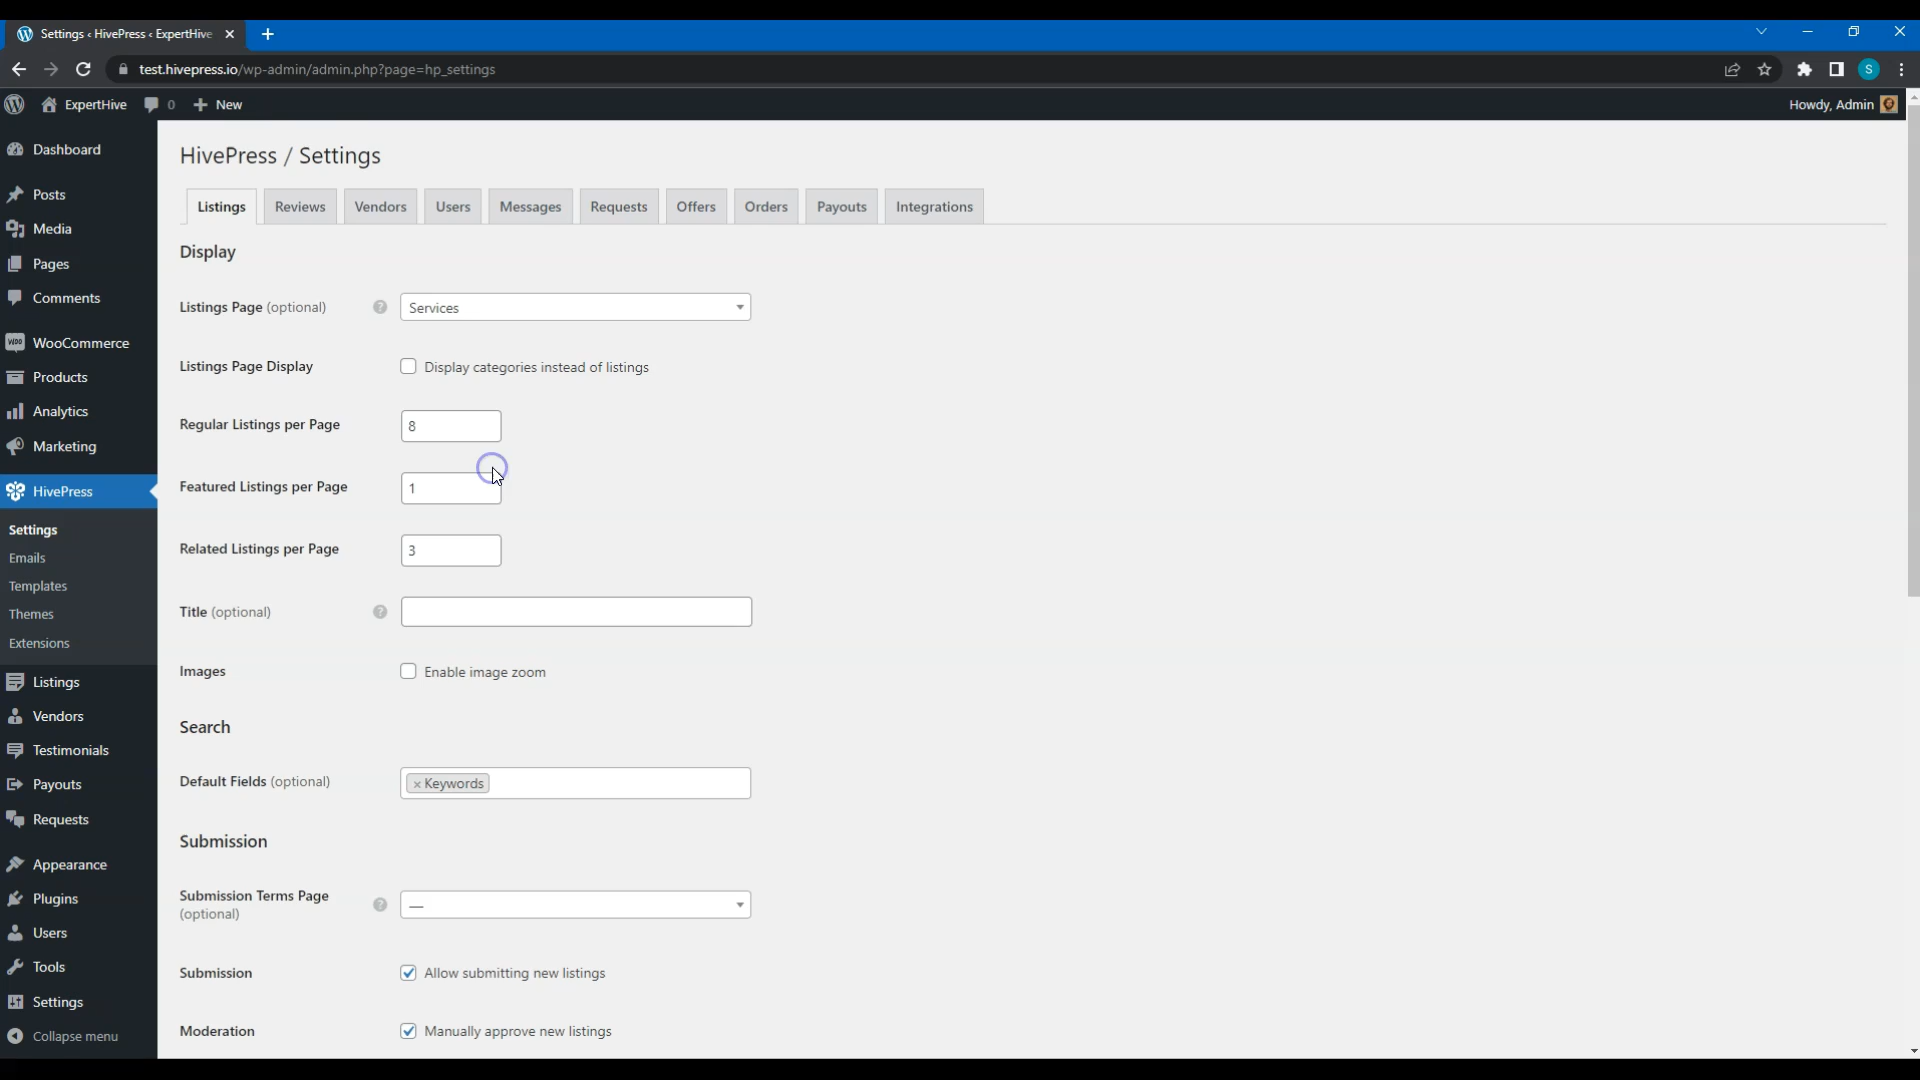 Settings ‹ HivePress ‹ ExpertHive
test.hivepress.io/wp-admin/admin.php?page=hp_settings
S
ExpertHive
0
New
Howdy, Admin
Dashboard
Posts
Media
Pages
Comments
WooCommerce
Products
Analytics
Marketing
HivePress
Settings
Emails
Templates
Themes
Extensions
Listings
Vendors
Testimonials
Payouts
Requests
Appearance
Plugins
Users
Tools
Settings
Collapse menu
HivePress / Settings
Listings Reviews Vendors Users Messages Requests Offers Orders Payouts Integrations
Display
Listings Page (optional) ? Services
Listings Page Display Display categories instead of listings
Regular Listings per Page 8
Featured Listings per Page 1
Related Listings per Page 3
Title (optional) ?
Images Enable image zoom
Search
Default Fields (optional) × Keywords
Submission
Submission Terms Page
(optional) ? —
Submission Allow submitting new listings
Moderation Manually approve new listings